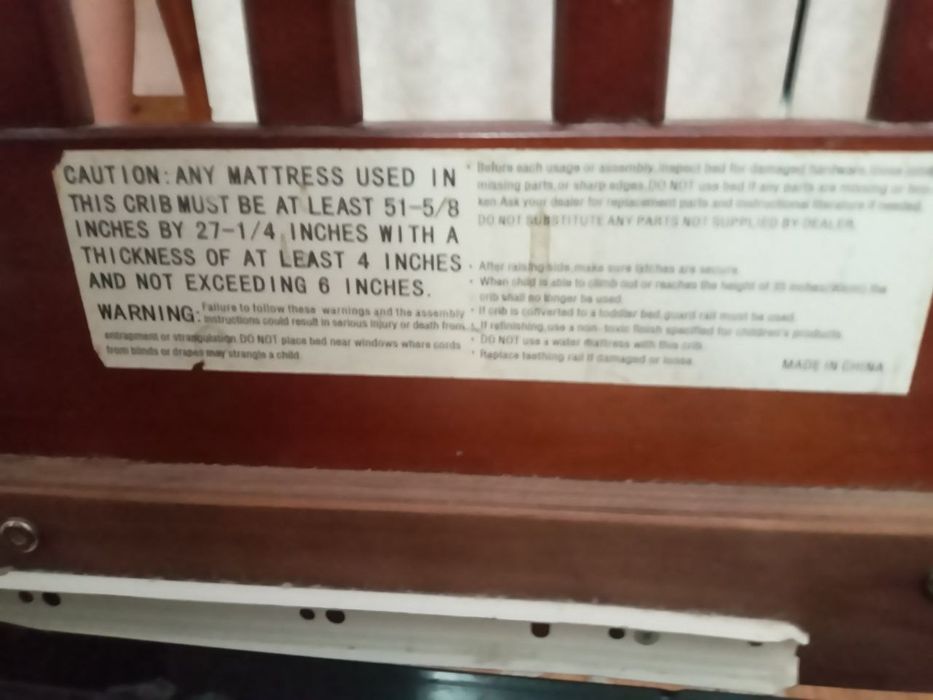 CAUTION: ANY MATTRESS USED IN
THIS CRIB MUST BE AT LEAST 51-5/8
INCHES BY 27-1/4 INCHES WITH A
THICKNESS OF AT LEAST 4 INCHES
AND NOT EXCEEDING 6 INCHES.
WARNING: Failure to follow these warnings and the assembly
instructions could result in serious injury or death from
entrapment or strangulation. DO NOT place bed near windows where cords
from blinds or drapes may strangle a child.
• Before each usage or assembly, inspect bed for damaged hardware, loose
missing parts, or sharp edges. DO NOT use bed if any parts are missing or bro-
ken Ask your dealer for replacement parts and instructional literature if needed.
DO NOT SUBSTITUTE ANY PARTS NOT SUPPLIED BY DEALER.
• After raising side, make sure latches are secure.
• When child is able to climb out or reaches the height of 35 inches the
crib shall no longer be used.
• If crib is converted to a toddler bed, guard rail must be used.
• If refinishing, use a non-toxic finish specified for children's products.
• DO NOT use a water mattress with this crib.
• Replace teething rail if damaged or loose.
MADE IN CHINA